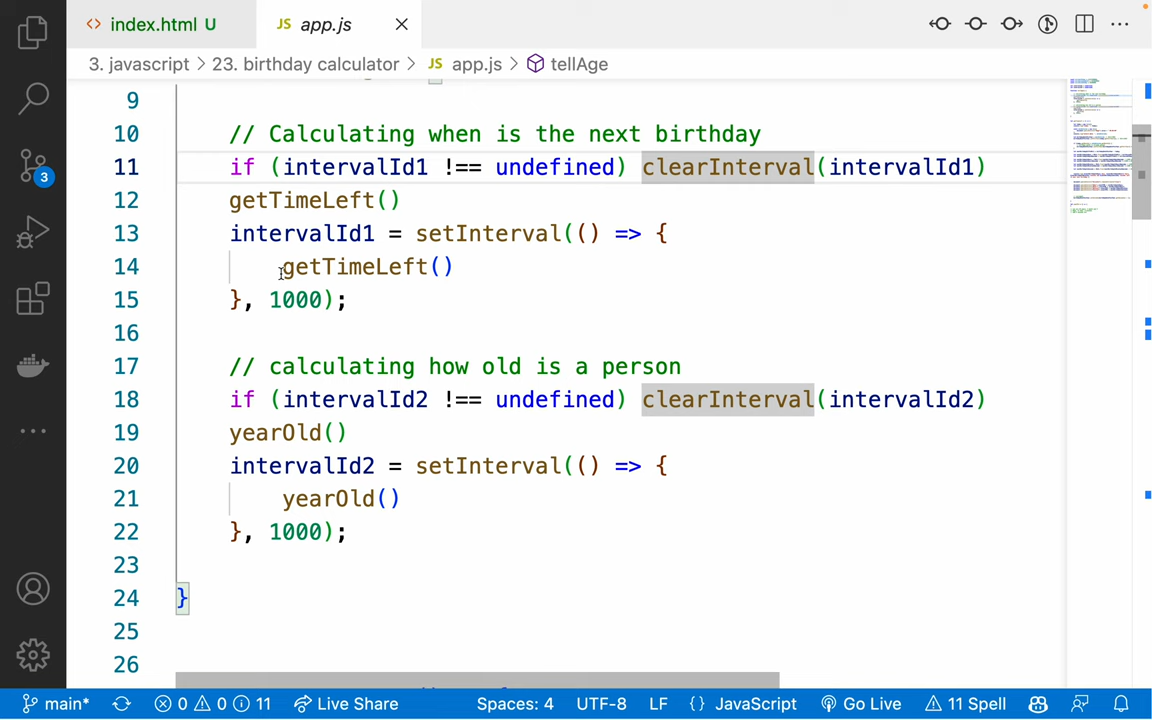 index.html U
JS app.js
3. javascript > 23. birthday calculator > JS app.js > tellAge
9
10 // Calculating when is the next birthday
11 if (intervalId1 !== undefined) clearInterval(intervalId1)
12 getTimeLeft()
13 intervalId1 = setInterval(() => {
14 getTimeLeft()
15 }, 1000);
16
17 // calculating how old is a person
18 if (intervalId2 !== undefined) clearInterval(intervalId2)
19 yearOld()
20 intervalId2 = setInterval(() => {
21 yearOld()
22 }, 1000);
23
24 }
25
26
3
main* 0 0 11 Live Share Spaces: 4 UTF-8 LF {} JavaScript Go Live 11 Spell